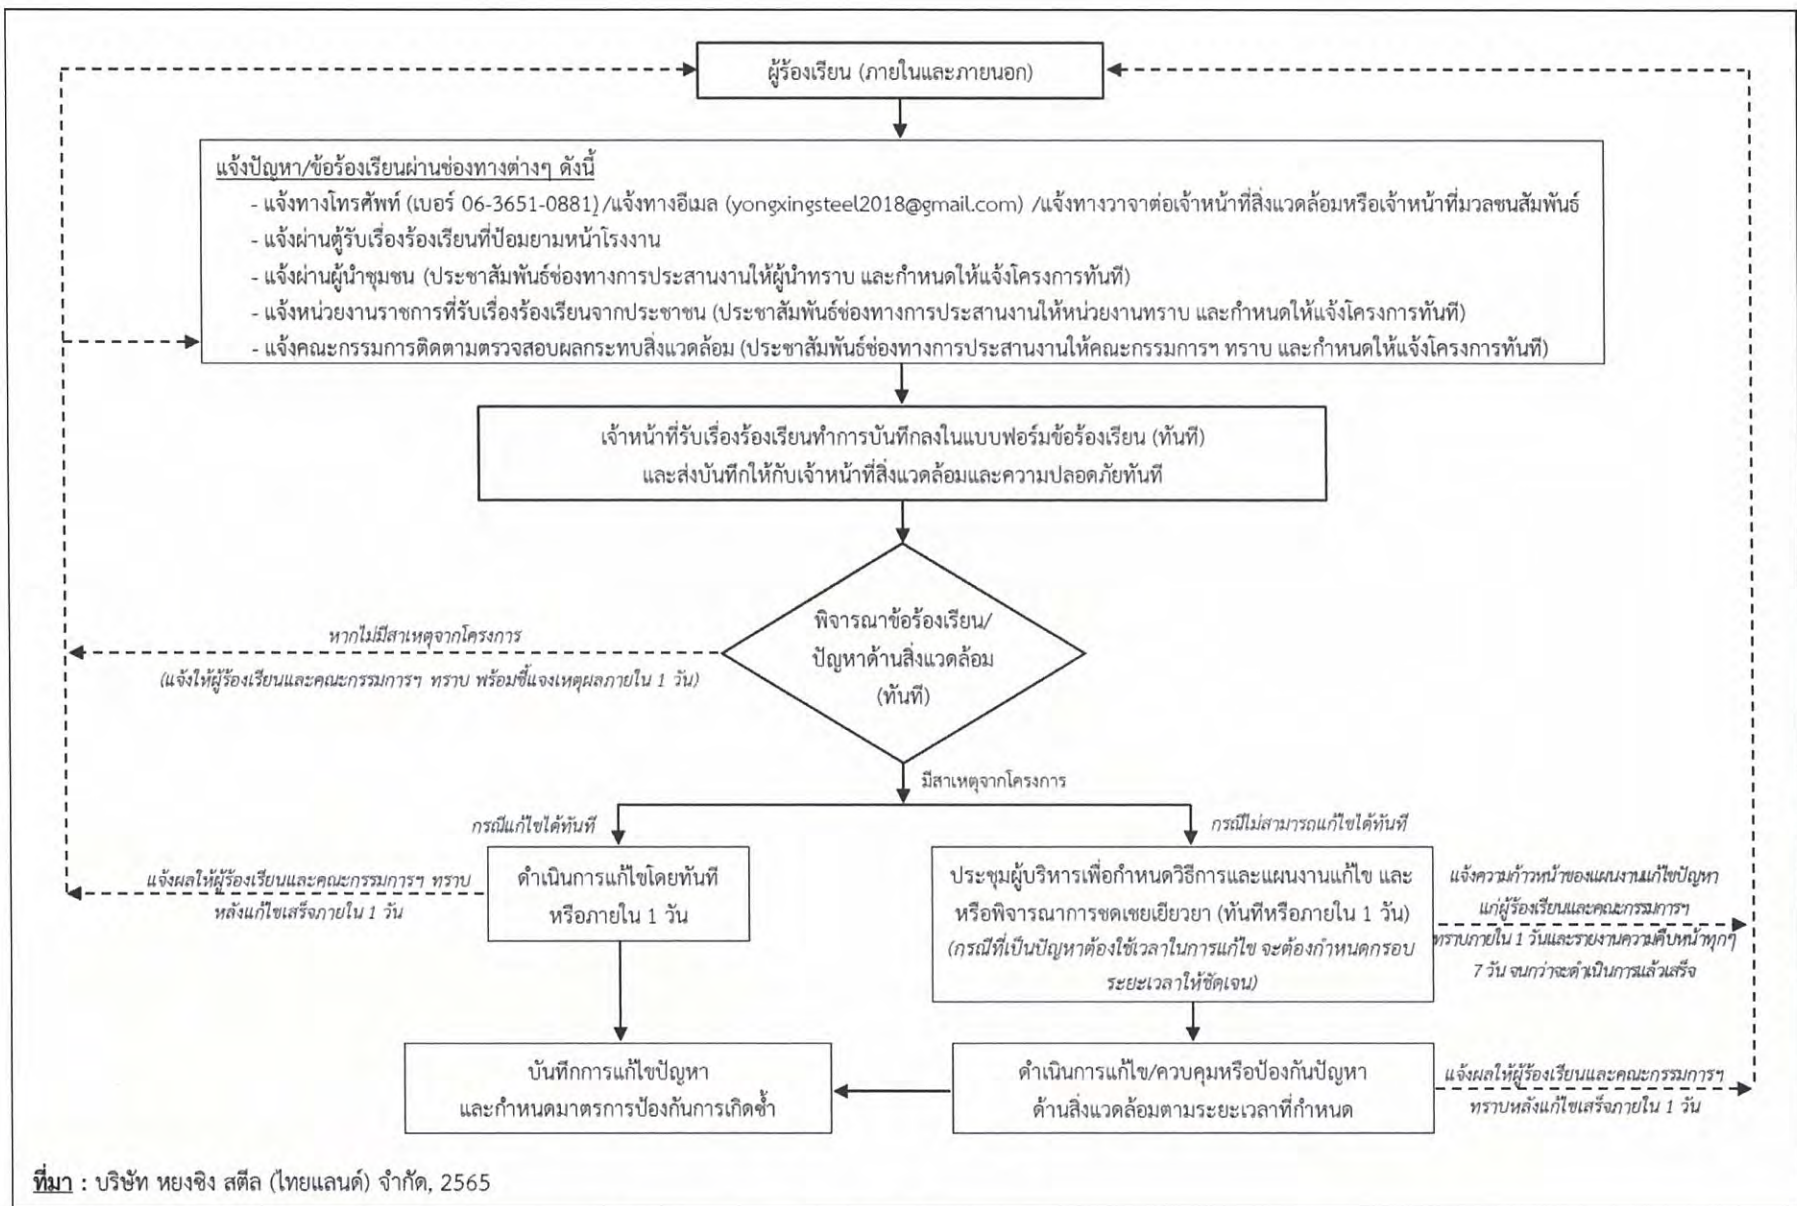 ผู้ร้องเรียน (ภายในและภายนอก)
แจ้งปัญหา/ข้อร้องเรียนผ่านช่องทางต่างๆ ดังนี้
- แจ้งทางโทรศัพท์ (เบอร์ 06-3651-0881) /แจ้งทางอีเมล (yongxingsteel2018@gmail.com) /แจ้งทางวาจาต่อเจ้าหน้าที่สิ่งแวดล้อมหรือเจ้าหน้าที่มวลชนสัมพันธ์
- แจ้งผ่านตู้รับเรื่องร้องเรียนที่ป้อมยามหน้าโรงงาน
- แจ้งผ่านผู้นำชุมชน (ประชาสัมพันธ์ช่องทางการประสานงานให้ผู้นำทราบ และกำหนดให้แจ้งโครงการทันที)
- แจ้งหน่วยงานราชการที่รับเรื่องร้องเรียนจากประชาชน (ประชาสัมพันธ์ช่องทางการประสานงานให้หน่วยงานทราบ และกำหนดให้แจ้งโครงการทันที)
- แจ้งคณะกรรมการติดตามตรวจสอบผลกระทบสิ่งแวดล้อม (ประชาสัมพันธ์ช่องทางการประสานงานให้คณะกรรมการฯ ทราบ และกำหนดให้แจ้งโครงการทันที)
เจ้าหน้าที่รับเรื่องร้องเรียนทำการบันทึกลงในแบบฟอร์มข้อร้องเรียน (ทันที)
และส่งบันทึกให้กับเจ้าหน้าที่สิ่งแวดล้อมและความปลอดภัยทันที
พิจารณาข้อร้องเรียน/
ปัญหาด้านสิ่งแวดล้อม
(ทันที)
หากไม่มีสาเหตุจากโครงการ
(แจ้งให้ผู้ร้องเรียนและคณะกรรมการฯ ทราบ พร้อมชี้แจงเหตุผลภายใน 1 วัน)
มีสาเหตุจากโครงการ
กรณีแก้ไขได้ทันที
กรณีไม่สามารถแก้ไขได้ทันที
แจ้งผลให้ผู้ร้องเรียนและคณะกรรมการฯ ทราบ
หลังแก้ไขเสร็จภายใน 1 วัน
ดำเนินการแก้ไขโดยทันที
หรือภายใน 1 วัน
ประชุมผู้บริหารเพื่อกำหนดวิธีการและแผนงานแก้ไข และ
หรือพิจารณาการชดเชยเยียวยา (ทันทีหรือภายใน 1 วัน)
(กรณีที่เป็นปัญหาต้องใช้เวลาในการแก้ไข จะต้องกำหนดกรอบ
ระยะเวลาให้ชัดเจน)
แจ้งความก้าวหน้าของแผนงานแก้ไขปัญหา
แก่ผู้ร้องเรียนและคณะกรรมการฯ
ทราบภายใน 1 วันและรายงานความคืบหน้าทุกๆ
7 วัน จนกว่าจะดำเนินการแล้วเสร็จ
บันทึกการแก้ไขปัญหา
และกำหนดมาตรการป้องกันการเกิดซ้ำ
ดำเนินการแก้ไข/ควบคุมหรือป้องกันปัญหา
ด้านสิ่งแวดล้อมตามระยะเวลาที่กำหนด
แจ้งผลให้ผู้ร้องเรียนและคณะกรรมการฯ
ทราบหลังแก้ไขเสร็จภายใน 1 วัน
ที่มา : บริษัท หยงซิง สตีล (ไทยแลนด์) จำกัด, 2565